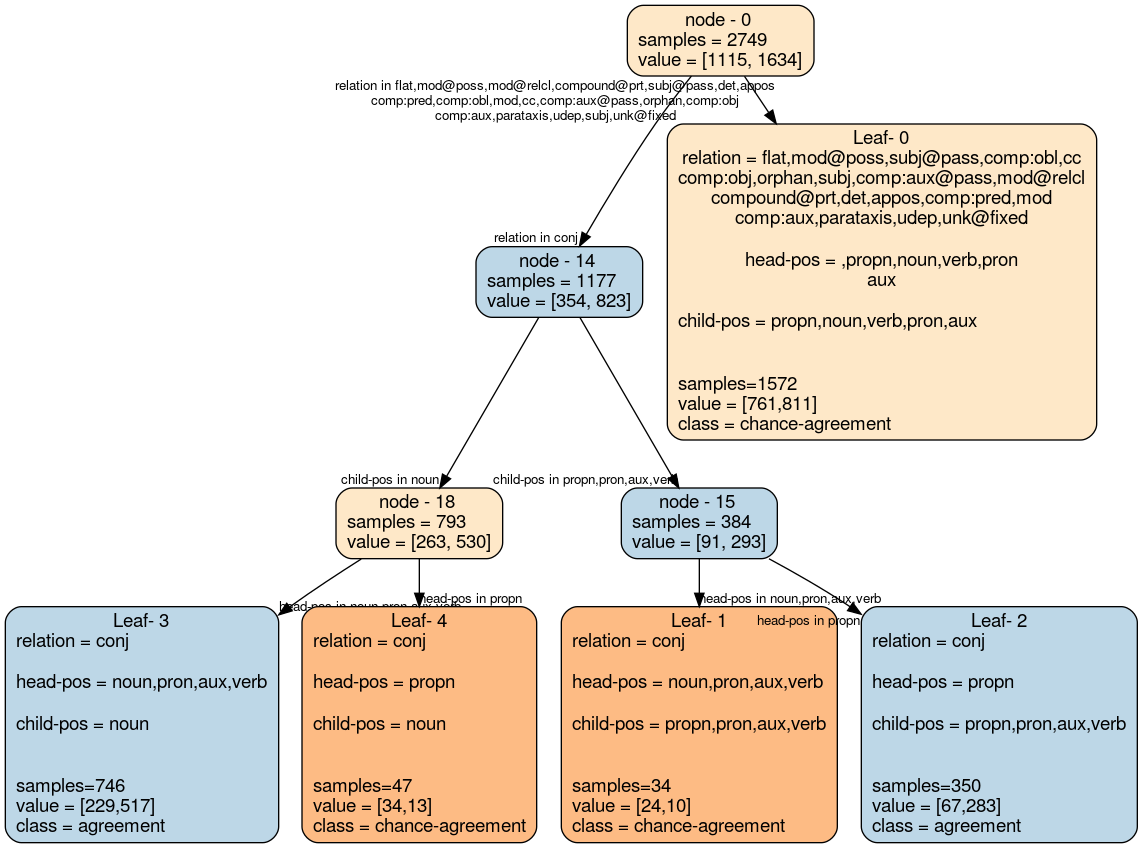 node - 0
samples = 2749
value = [1115, 1634]
relation in flat,mod@poss,mod@relcl,compound@prt,subj@pass,det,appos
comp:pred,comp:obl,mod,cc,comp:aux@pass,orphan,comp:obj
comp:aux,parataxis,udep,subj,unk@fixed
Leaf- 0
relation = flat,mod@poss,subj@pass,comp:obl,cc
comp:obj,orphan,subj,comp:aux@pass,mod@relcl
compound@prt,det,appos,comp:pred,mod
comp:aux,parataxis,udep,unk@fixed
head-pos = ,propn,noun,verb,pron
aux
child-pos = propn,noun,verb,pron,aux
samples=1572
value = [761,811]
class = chance-agreement
relation in conj
node - 14
samples = 1177
value = [354, 823]
child-pos in noun
child-pos in propn,pron,aux,verb
node - 18
samples = 793
value = [263, 530]
node - 15
samples = 384
value = [91, 293]
head-pos in noun,pron,aux,verb
head-pos in propn
head-pos in noun,pron,aux,verb
head-pos in propn
Leaf- 3
relation = conj
head-pos = noun,pron,aux,verb
child-pos = noun
samples=746
value = [229,517]
class = agreement
Leaf- 4
relation = conj
head-pos = propn
child-pos = noun
samples=47
value = [34,13]
class = chance-agreement
Leaf- 1
relation = conj
head-pos = noun,pron,aux,verb
child-pos = propn,pron,aux,verb
samples=34
value = [24,10]
class = chance-agreement
Leaf- 2
relation = conj
head-pos = propn
child-pos = propn,pron,aux,verb
samples=350
value = [67,283]
class = agreement